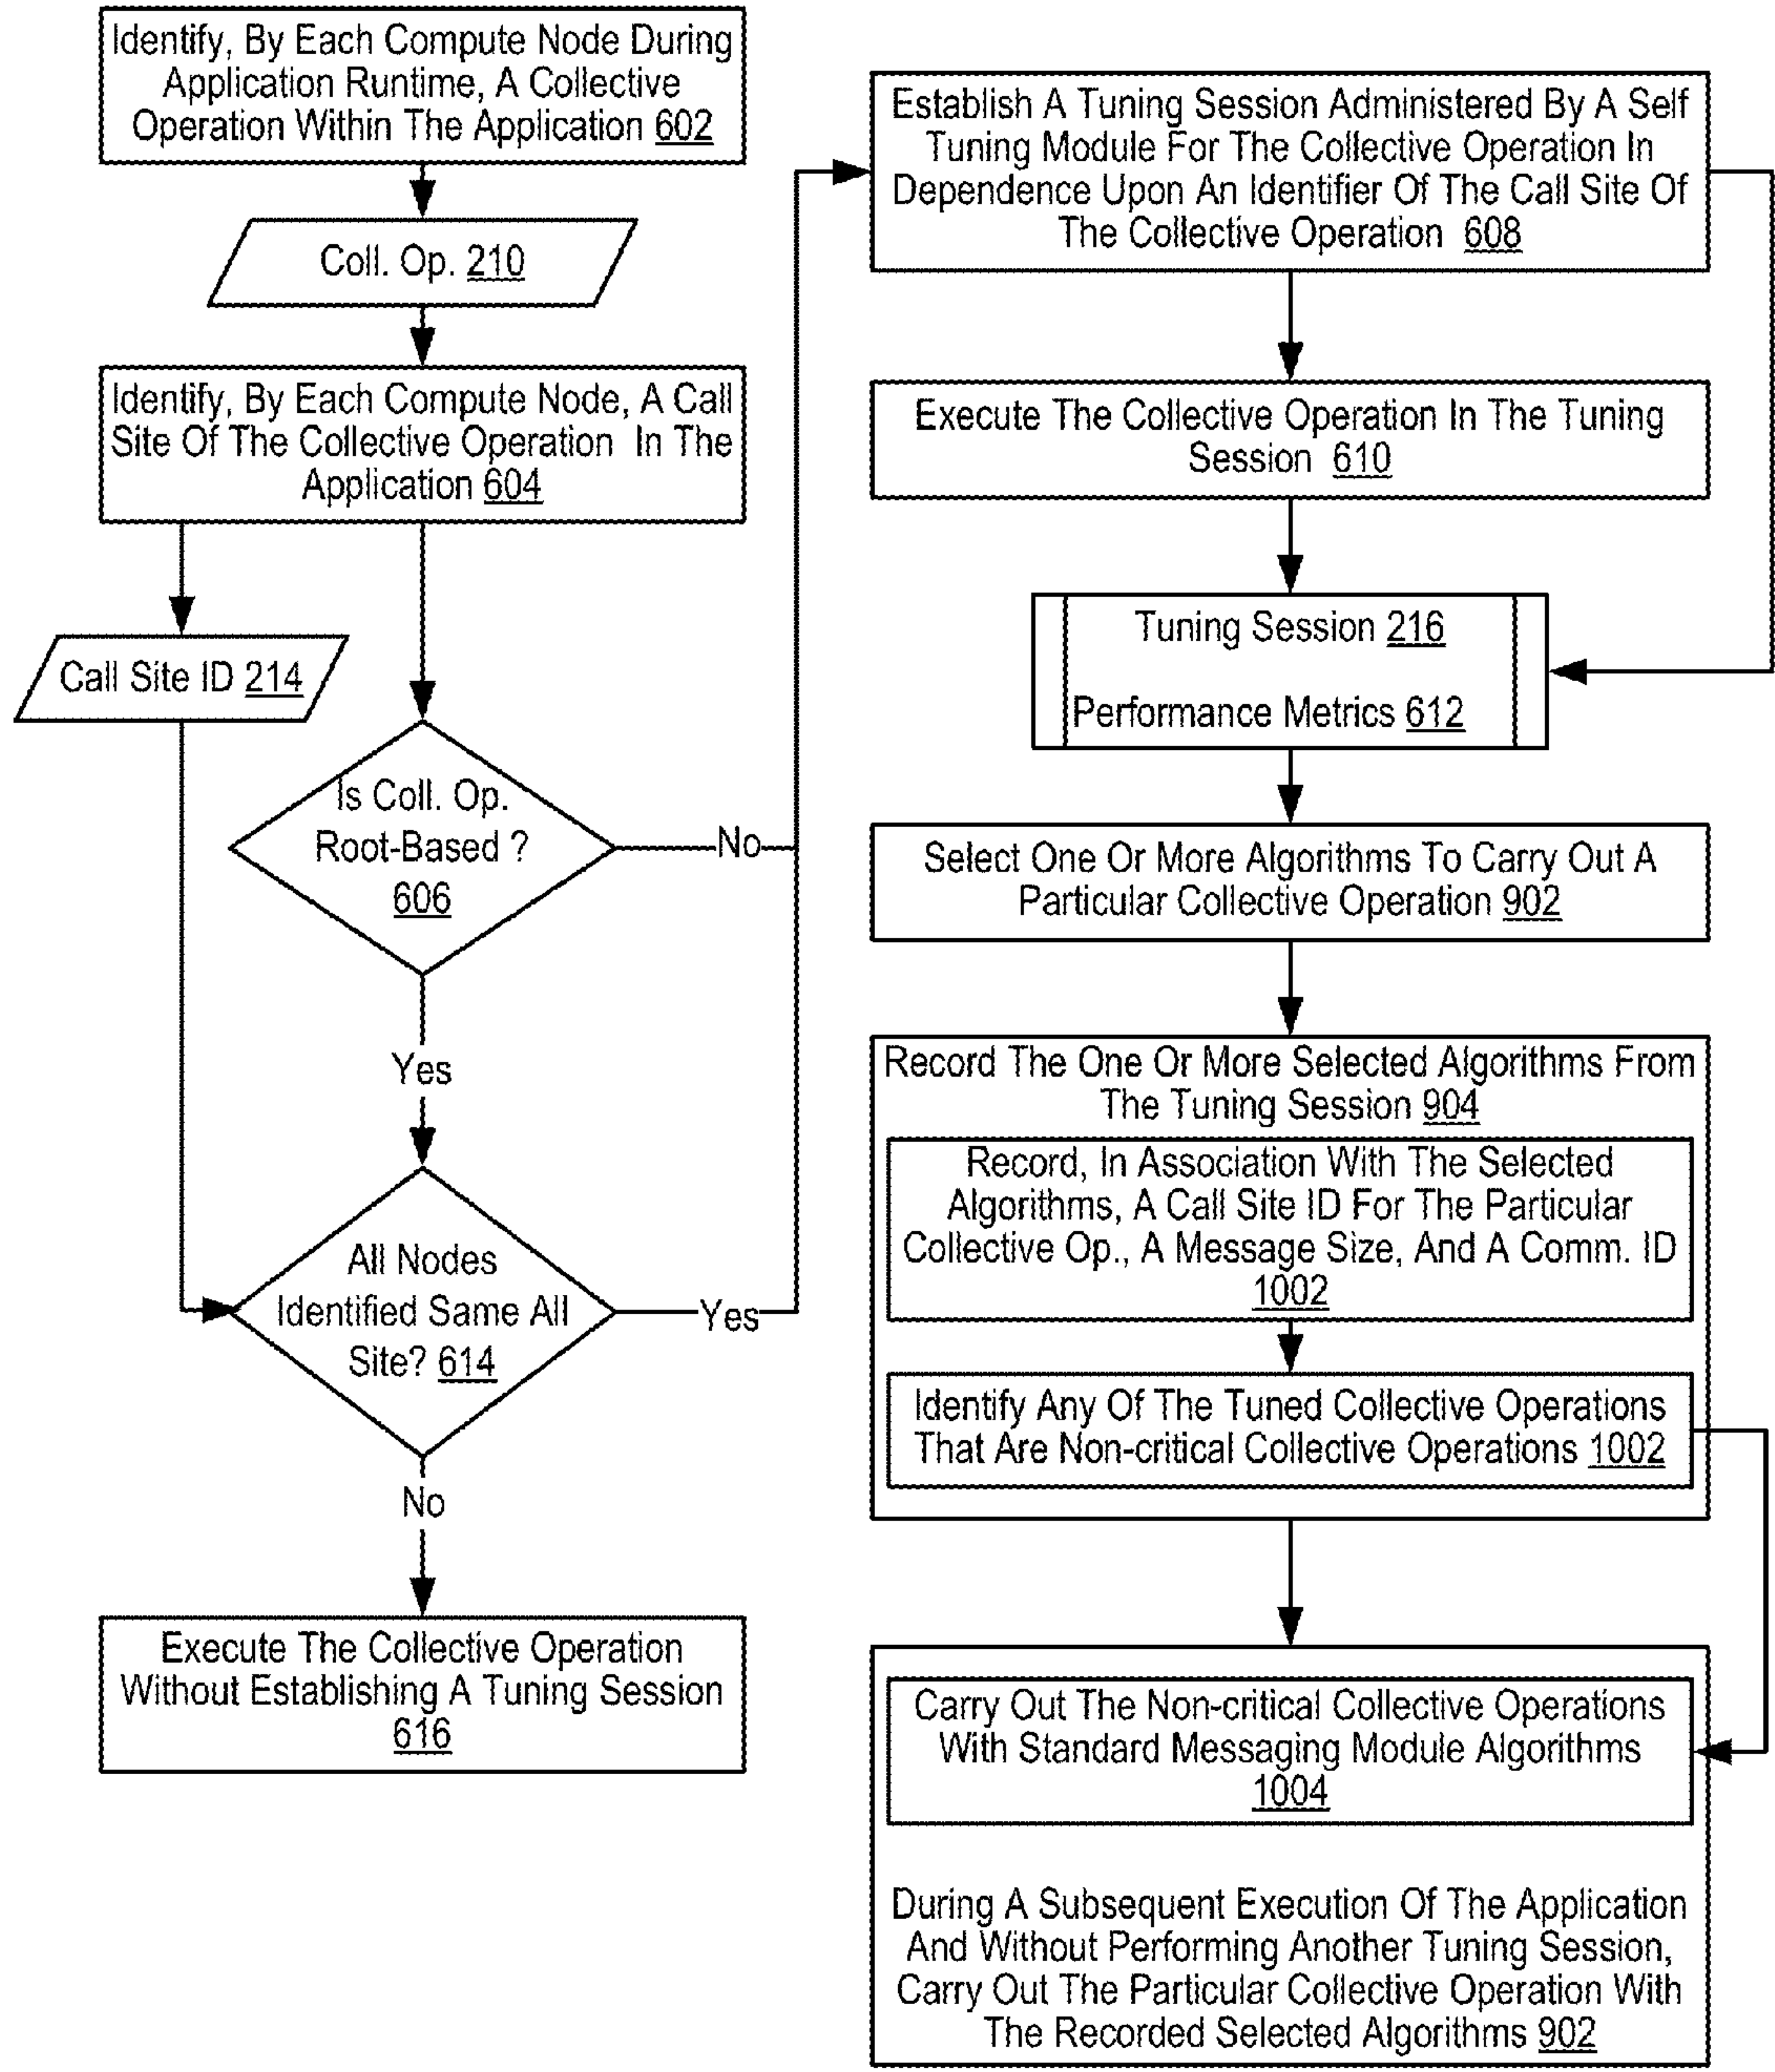 Identify, By Each Compute Node During
Application Runtime, A Collective
Operation Within The Application 602
Coll. Op. 210
Identify, By Each Compute Node, A Call
Site Of The Collective Operation In The
Application 604
Call Site ID 214
Is Coll. Op.
Root-Based ?
606
No
Yes
All Nodes
Identified Same All
Site? 614
Yes
No
Execute The Collective Operation
Without Establishing A Tuning Session
616
Establish A Tuning Session Administered By A Self
Tuning Module For The Collective Operation In
Dependence Upon An Identifier Of The Call Site Of
The Collective Operation 608
Execute The Collective Operation In The Tuning
Session 610
Tuning Session 216
Performance Metrics 612
Select One Or More Algorithms To Carry Out A
Particular Collective Operation 902
Record The One Or More Selected Algorithms From
The Tuning Session 904
Record, In Association With The Selected
Algorithms, A Call Site ID For The Particular
Collective Op., A Message Size, And A Comm. ID
1002
Identify Any Of The Tuned Collective Operations
That Are Non-critical Collective Operations 1002
Carry Out The Non-critical Collective Operations
With Standard Messaging Module Algorithms
1004
During A Subsequent Execution Of The Application
And Without Performing Another Tuning Session,
Carry Out The Particular Collective Operation With
The Recorded Selected Algorithms 902